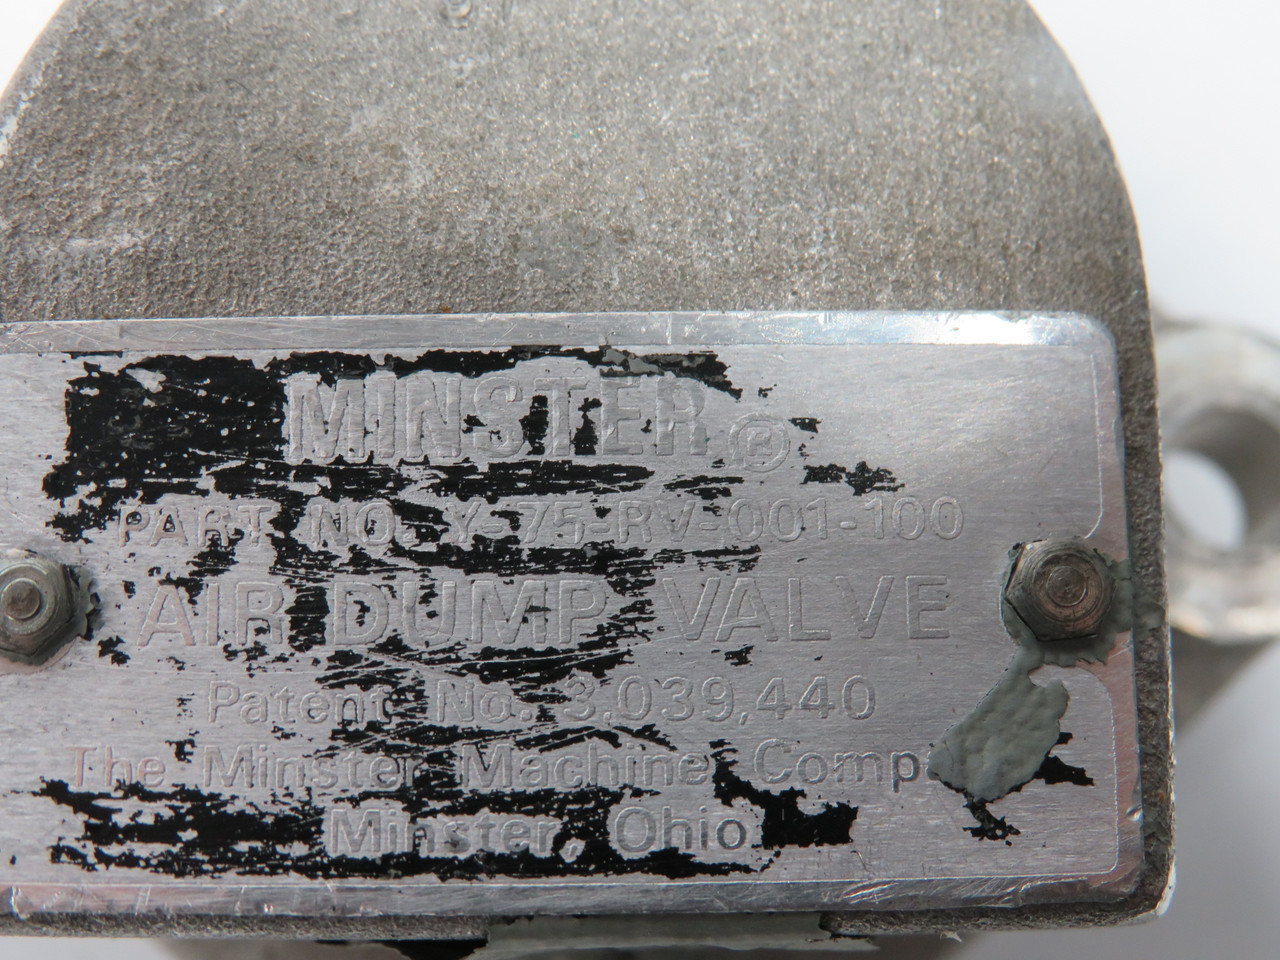 MINSTER ©
PART NO. Y-75-RV-001-100
AIR DUMP VALVE
Patent No. 3,039,440
The Minster Machine Comp
Minster, Ohio